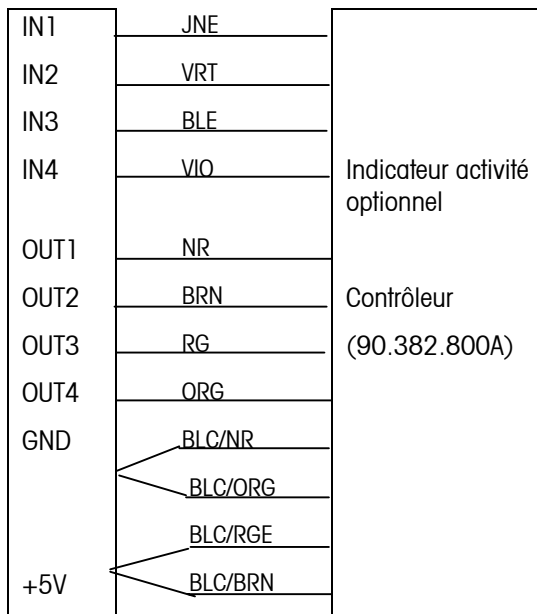 IN1 JNE
IN2 VRT
IN3 BLE
IN4 VIO Indicateur activité
optionnel
OUT1 NR
OUT2 BRN Contrôleur
OUT3 RG (90.382.800A)
OUT4 ORG
GND BLC/NR
BLC/ORG
BLC/RGE
+5V BLC/BRN